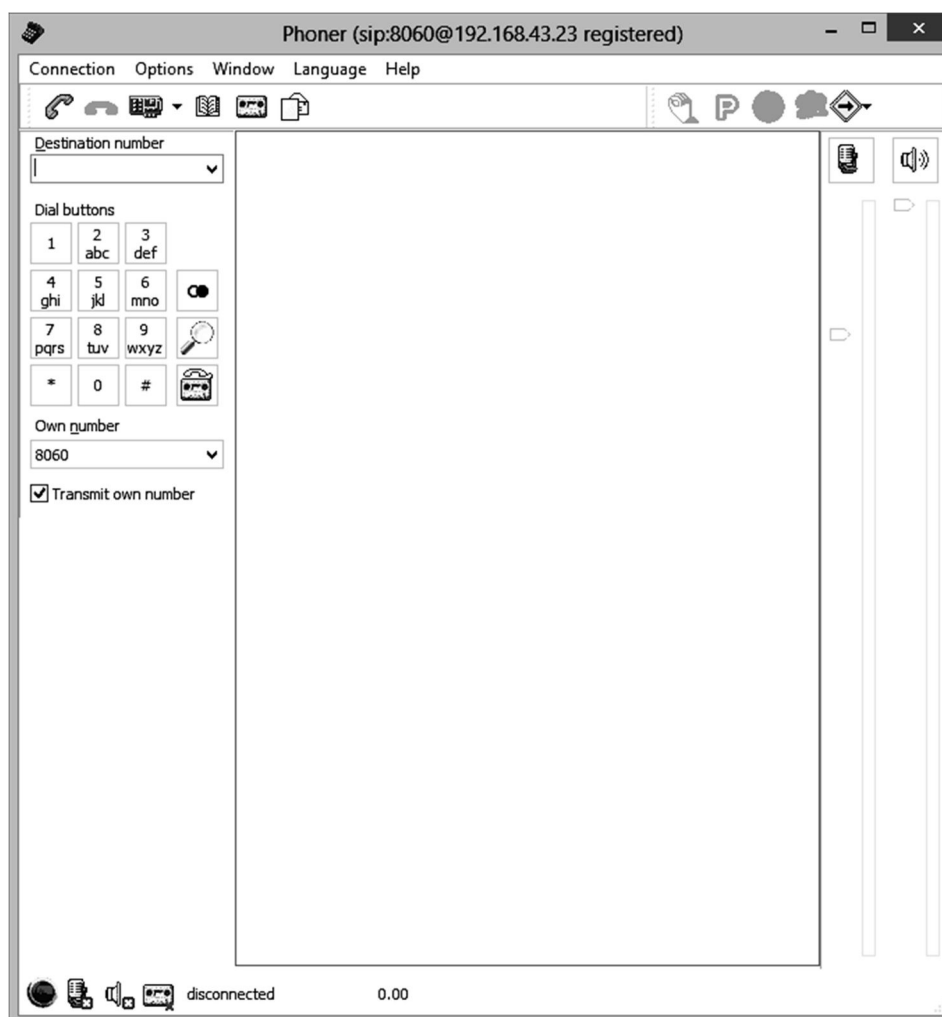 Phoner (sip:8060@192.168.43.23 registered)
Connection Options Window Language Help
P
Destination number
Dial buttons
1 2 3
abc def
4 5 6
ghi jkl mno
7 8 9
pqrs tuv wxyz
* 0 #
Own number
8060
Transmit own number
disconnected 0.00